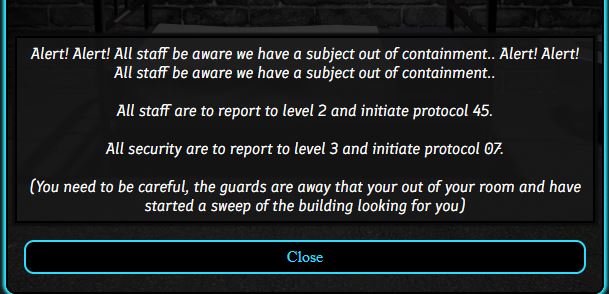 Alert! Alert! All staff be aware we have a subject out of containment.. Alert! Alert!
All staff be aware we have a subject out of containment..
All staff are to report to level 2 and initiate protocol 45.
All security are to report to level 3 and initiate protocol 07.
(You need to be careful, the guards are away that your out of your room and have
started a sweep of the building looking for you)
Close